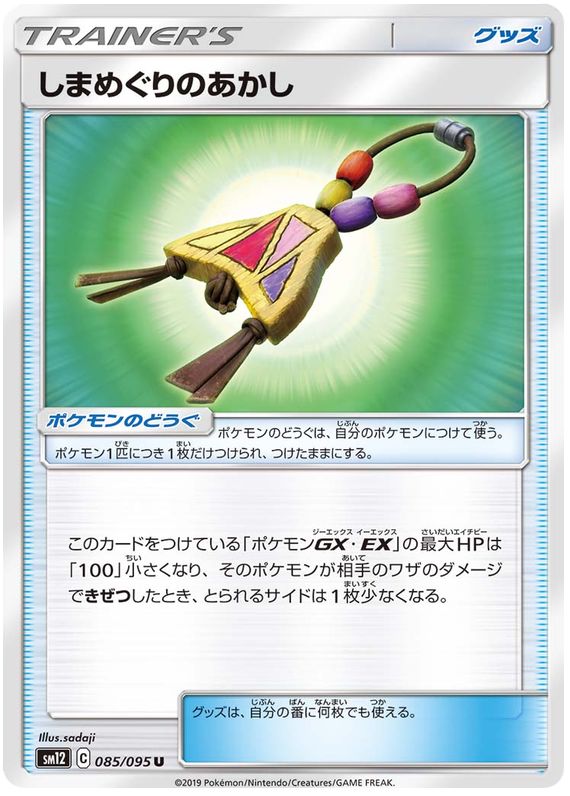 TRAINER'S
グッズ
しまめぐりのあかし
ポケモンのどうぐ
ポケモンのどうぐは、自分のポケモンにつけて使う。
ポケモン1匹につき1枚だけつけられ、つけたままにする。
このカードをつけている「ポケモンGX・EX」の最大HPは
「100」小さくなり、そのポケモンが相手のワザのダメージ
できぜつしたとき、とられるサイドは1枚少なくなる。
グッズは、自分の番に何枚でも使える。
Illus.sadaji
SM12 C 085/095 U
©2019 Pokémon/Nintendo/Creatures/GAME FREAK.